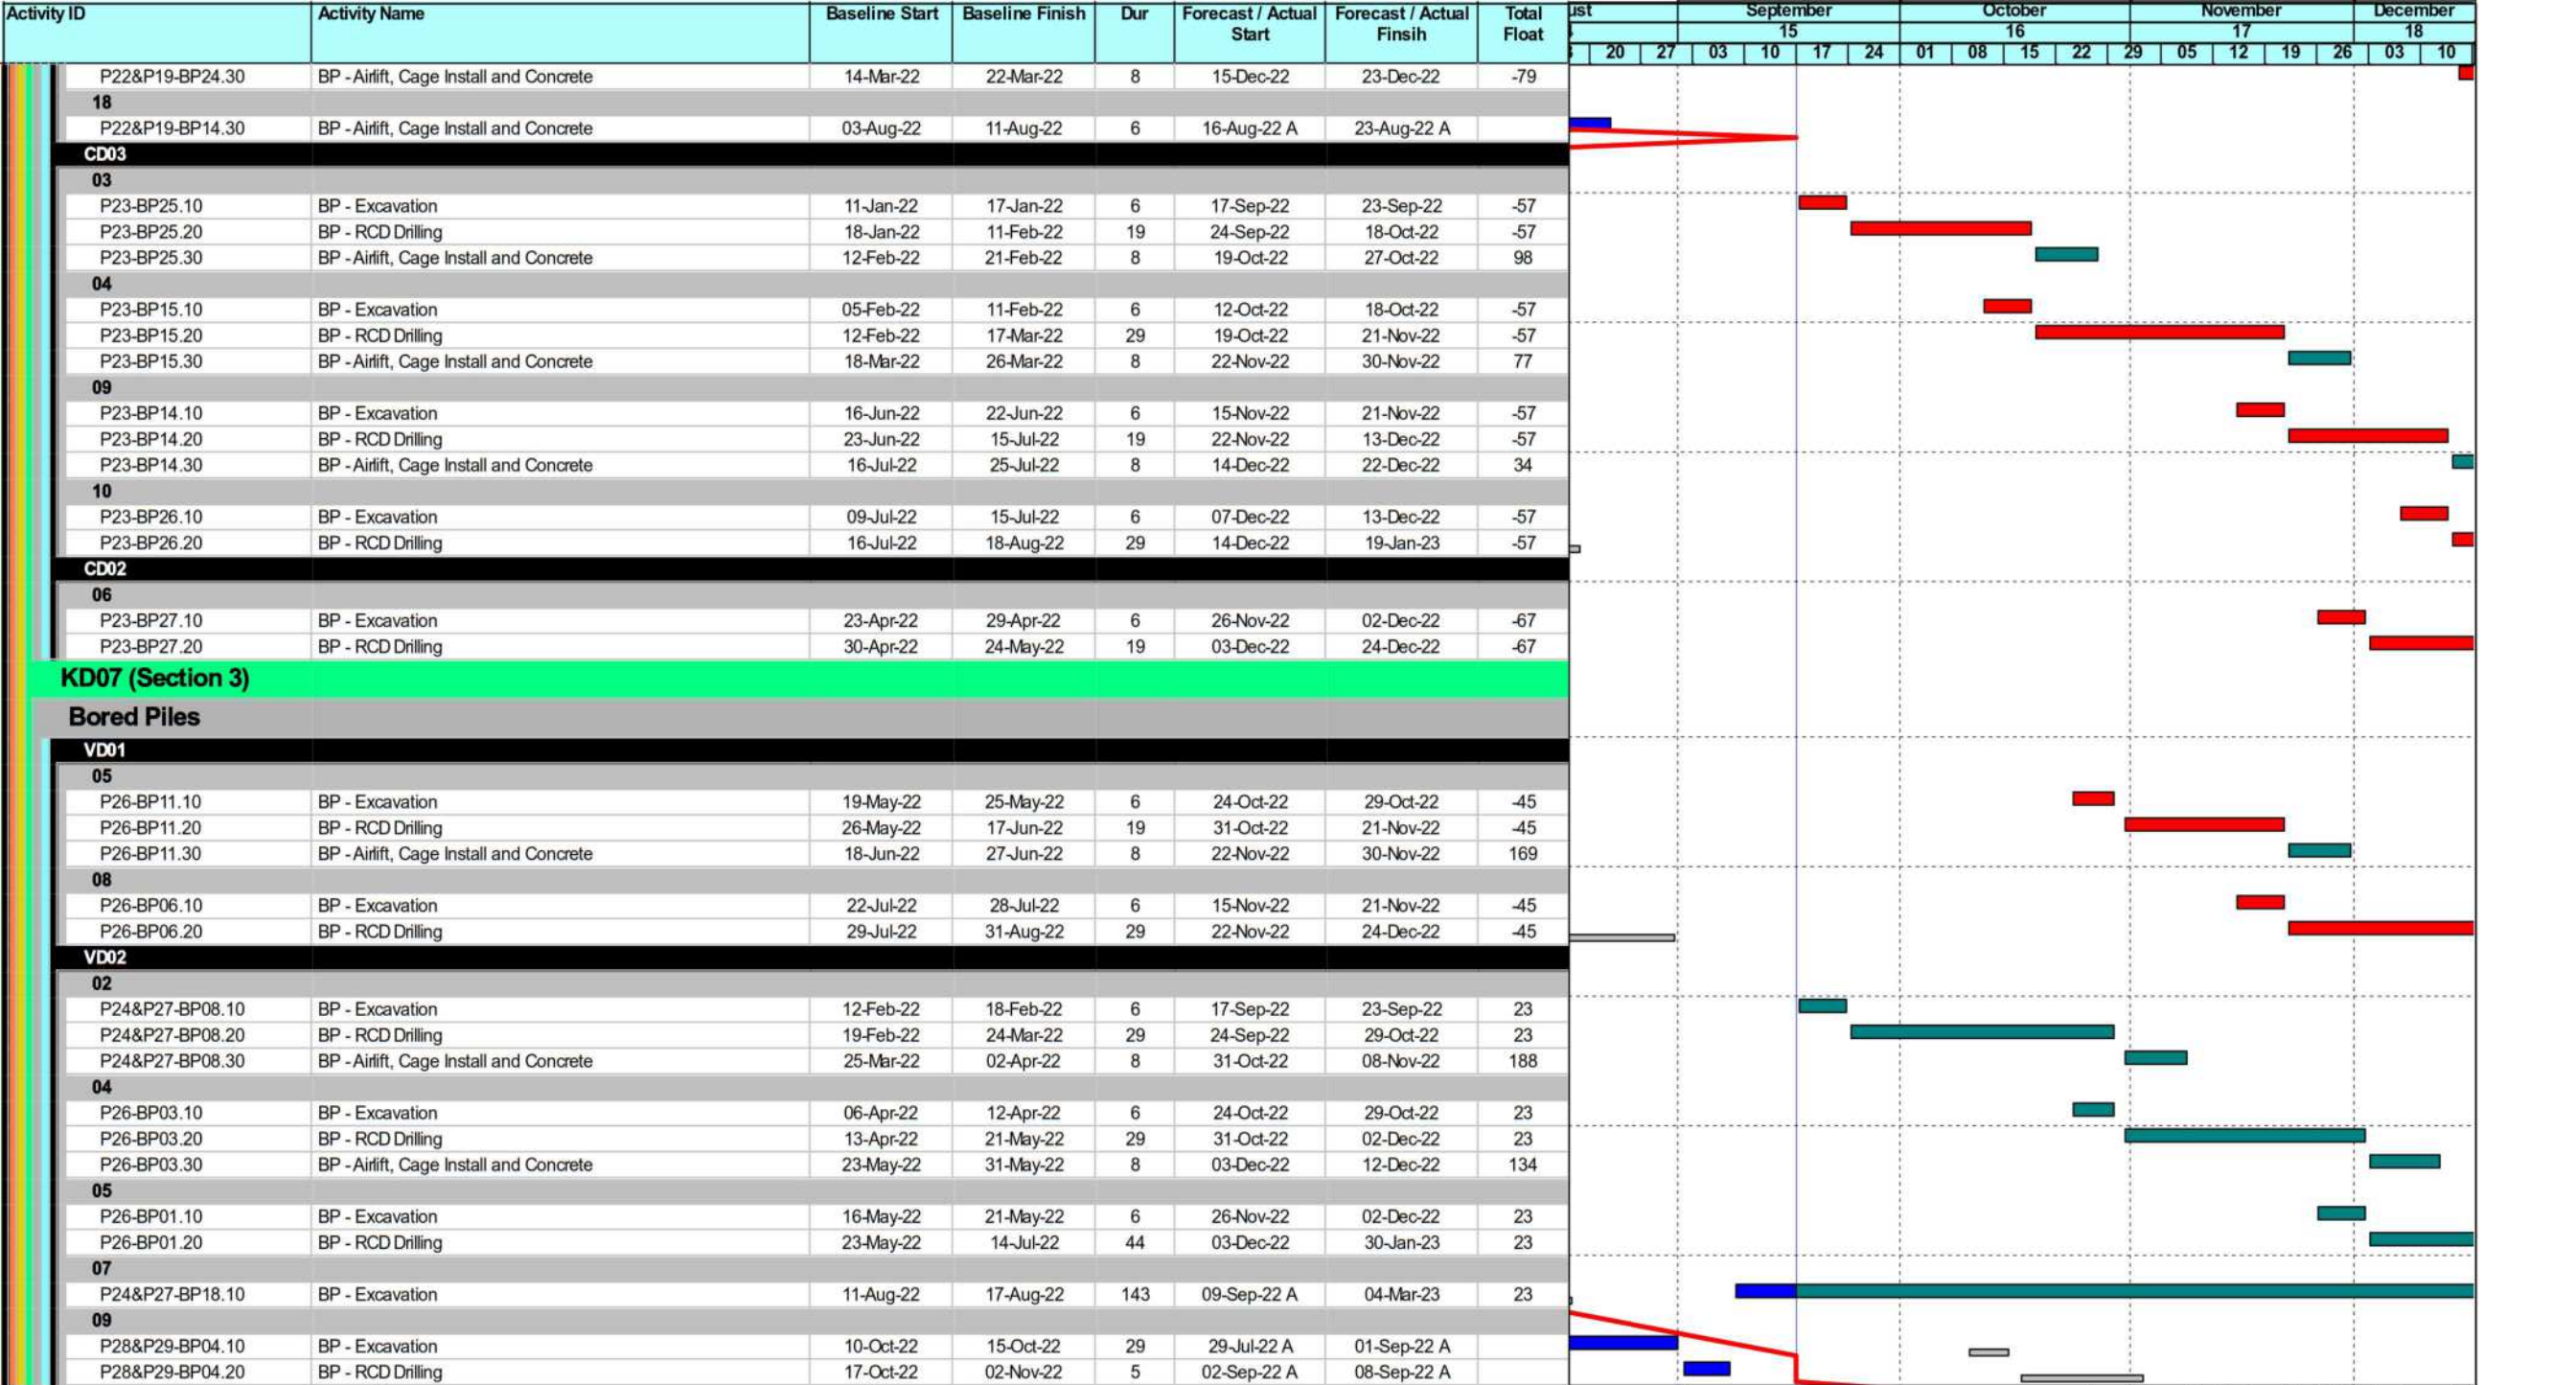 Activity ID Activity Name Baseline Start Baseline Finish Dur Forecast / Actual Start Forecast / Actual Finsih Total Float
ust September October November December
15 16 17 18
20 27 03 10 17 24 01 08 15 22 29 05 12 19 26 03 10
P22&P19-BP24.30 BP - Airlift, Cage Install and Concrete 14-Mar-22 22-Mar-22 8 15-Dec-22 23-Dec-22 -79
18
P22&P19-BP14.30 BP - Airlift, Cage Install and Concrete 03-Aug-22 11-Aug-22 6 16-Aug-22 A 23-Aug-22 A
CD03
03
P23-BP25.10 BP - Excavation 11-Jan-22 17-Jan-22 6 17-Sep-22 23-Sep-22 -57
P23-BP25.20 BP - RCD Drilling 18-Jan-22 11-Feb-22 19 24-Sep-22 18-Oct-22 -57
P23-BP25.30 BP - Airlift, Cage Install and Concrete 12-Feb-22 21-Feb-22 8 19-Oct-22 27-Oct-22 98
04
P23-BP15.10 BP - Excavation 05-Feb-22 11-Feb-22 6 12-Oct-22 18-Oct-22 -57
P23-BP15.20 BP - RCD Drilling 12-Feb-22 17-Mar-22 29 19-Oct-22 21-Nov-22 -57
P23-BP15.30 BP - Airlift, Cage Install and Concrete 18-Mar-22 26-Mar-22 8 22-Nov-22 30-Nov-22 77
09
P23-BP14.10 BP - Excavation 16-Jun-22 22-Jun-22 6 15-Nov-22 21-Nov-22 -57
P23-BP14.20 BP - RCD Drilling 23-Jun-22 15-Jul-22 19 22-Nov-22 13-Dec-22 -57
P23-BP14.30 BP - Airlift, Cage Install and Concrete 16-Jul-22 25-Jul-22 8 14-Dec-22 22-Dec-22 34
10
P23-BP26.10 BP - Excavation 09-Jul-22 15-Jul-22 6 07-Dec-22 13-Dec-22 -57
P23-BP26.20 BP - RCD Drilling 16-Jul-22 18-Aug-22 29 14-Dec-22 19-Jan-23 -57
CD02
06
P23-BP27.10 BP - Excavation 23-Apr-22 29-Apr-22 6 26-Nov-22 02-Dec-22 -67
P23-BP27.20 BP - RCD Drilling 30-Apr-22 24-May-22 19 03-Dec-22 24-Dec-22 -67
KD07 (Section 3)
Bored Piles
VD01
05
P26-BP11.10 BP - Excavation 19-May-22 25-May-22 6 24-Oct-22 29-Oct-22 -45
P26-BP11.20 BP - RCD Drilling 26-May-22 17-Jun-22 19 31-Oct-22 21-Nov-22 -45
P26-BP11.30 BP - Airlift, Cage Install and Concrete 18-Jun-22 27-Jun-22 8 22-Nov-22 30-Nov-22 169
08
P26-BP06.10 BP - Excavation 22-Jul-22 28-Jul-22 6 15-Nov-22 21-Nov-22 -45
P26-BP06.20 BP - RCD Drilling 29-Jul-22 31-Aug-22 29 22-Nov-22 24-Dec-22 -45
VD02
02
P24&P27-BP08.10 BP - Excavation 12-Feb-22 18-Feb-22 6 17-Sep-22 23-Sep-22 23
P24&P27-BP08.20 BP - RCD Drilling 19-Feb-22 24-Mar-22 29 24-Sep-22 29-Oct-22 23
P24&P27-BP08.30 BP - Airlift, Cage Install and Concrete 25-Mar-22 02-Apr-22 8 31-Oct-22 08-Nov-22 188
04
P26-BP03.10 BP - Excavation 06-Apr-22 12-Apr-22 6 24-Oct-22 29-Oct-22 23
P26-BP03.20 BP - RCD Drilling 13-Apr-22 21-May-22 29 31-Oct-22 02-Dec-22 23
P26-BP03.30 BP - Airlift, Cage Install and Concrete 23-May-22 31-May-22 8 03-Dec-22 12-Dec-22 134
05
P26-BP01.10 BP - Excavation 16-May-22 21-May-22 6 26-Nov-22 02-Dec-22 23
P26-BP01.20 BP - RCD Drilling 23-May-22 14-Jul-22 44 03-Dec-22 30-Jan-23 23
07
P24&P27-BP18.10 BP - Excavation 11-Aug-22 17-Aug-22 143 09-Sep-22 A 04-Mar-23 23
09
P28&P29-BP04.10 BP - Excavation 10-Oct-22 15-Oct-22 29 29-Jul-22 A 01-Sep-22 A
P28&P29-BP04.20 BP - RCD Drilling 17-Oct-22 02-Nov-22 5 02-Sep-22 A 08-Sep-22 A